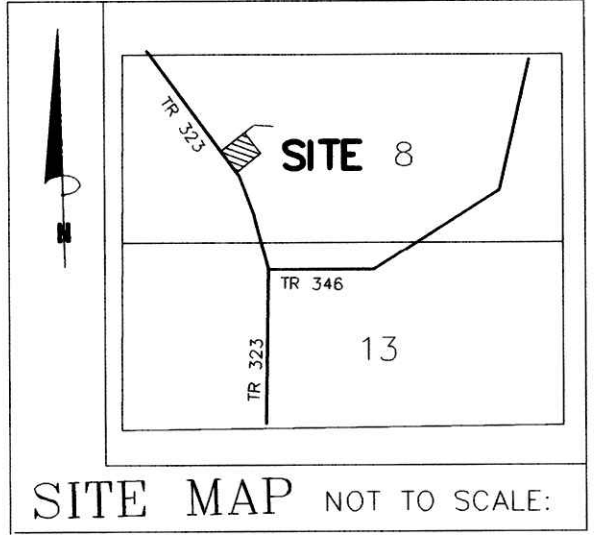 TR 323
SITE 8
N
TR 346
TR 323
13
SITE MAP NOT TO SCALE: